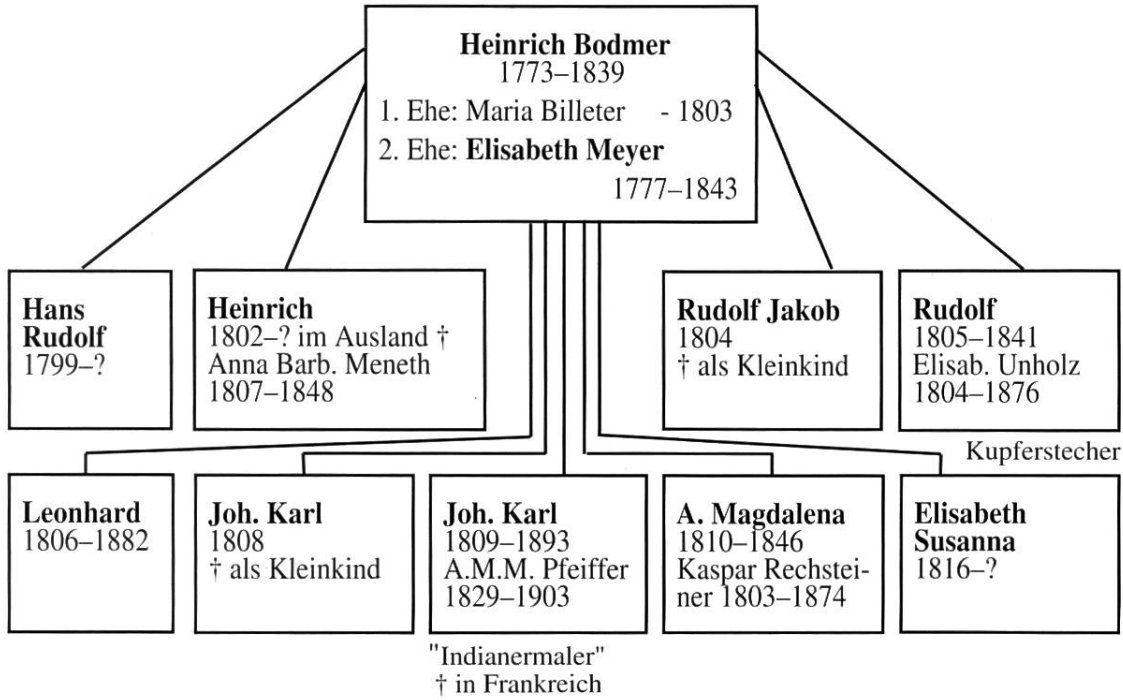 Heinrich Bodmer
1773–1839
1. Ehe: Maria Billeter - 1803
2. Ehe: Elisabeth Meyer
1777–1843
Hans
Rudolf
1799–?
Heinrich
1802–? im Ausland †
Anna Barb. Meneth
1807–1848
Rudolf Jakob
1804
† als Kleinkind
Rudolf
1805–1841
Elisab. Unholz
1804–1876
Kupferstecher
Leonhard
1806–1882
Joh. Karl
1808
† als Kleinkind
Joh. Karl
1809–1893
A.M.M. Pfeiffer
1829–1903
"Indianermaler"
† in Frankreich
A. Magdalena
1810–1846
Kaspar Rechstei-
ner 1803–1874
Elisabeth
Susanna
1816–?